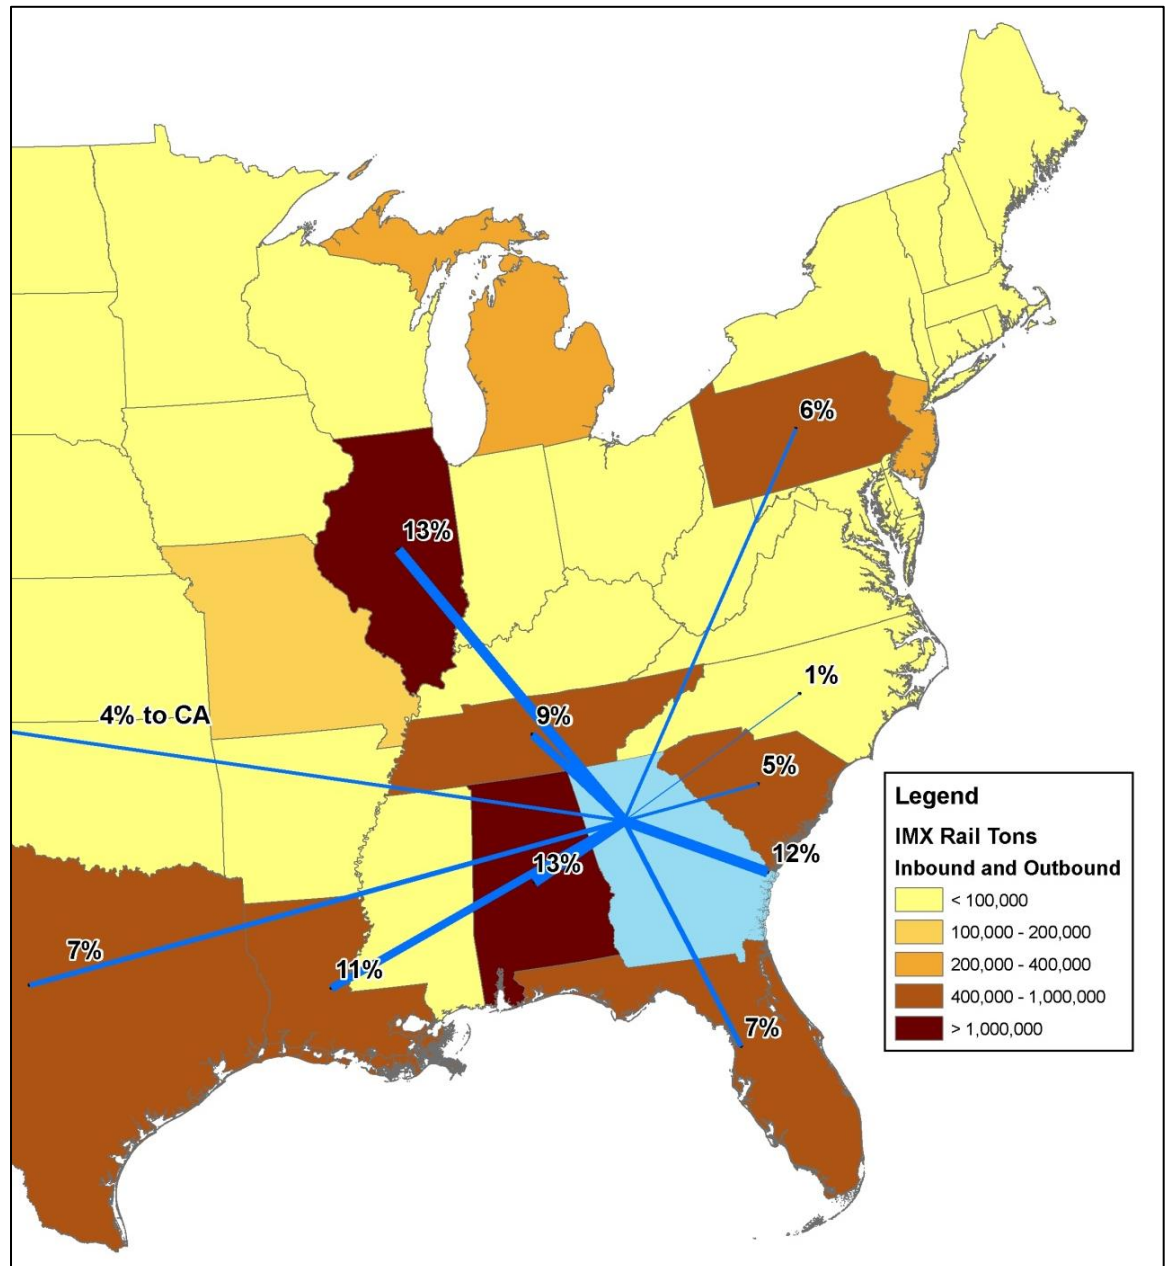 6%
13%
1%
9%
4% to CA
5%
12%
13%
7%
11%
7%
Legend
IMX Rail Tons
Inbound and Outbound
< 100,000
100,000 - 200,000
200,000 - 400,000
400,000 - 1,000,000
> 1,000,000